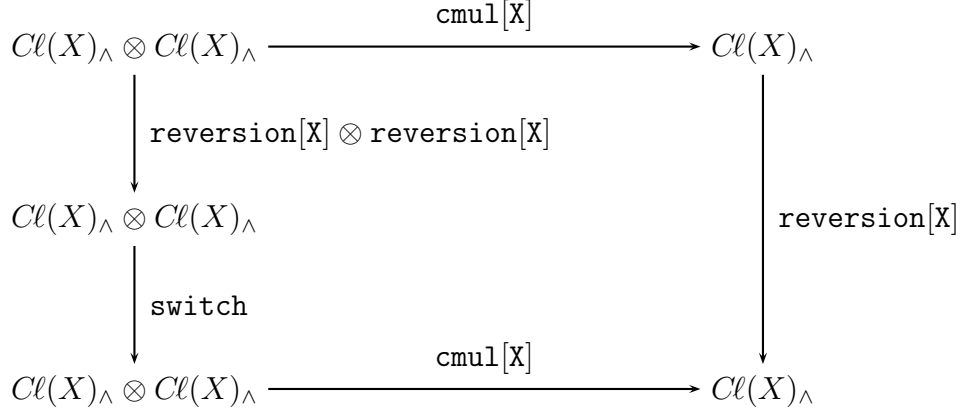 cmul[X]
Cℓ(X)∧ ⊗ Cℓ(X)∧ Cℓ(X)∧
reversion[X] ⊗ reversion[X]
Cℓ(X)∧ ⊗ Cℓ(X)∧ reversion[X]
switch
cmul[X]
Cℓ(X)∧ ⊗ Cℓ(X)∧ Cℓ(X)∧